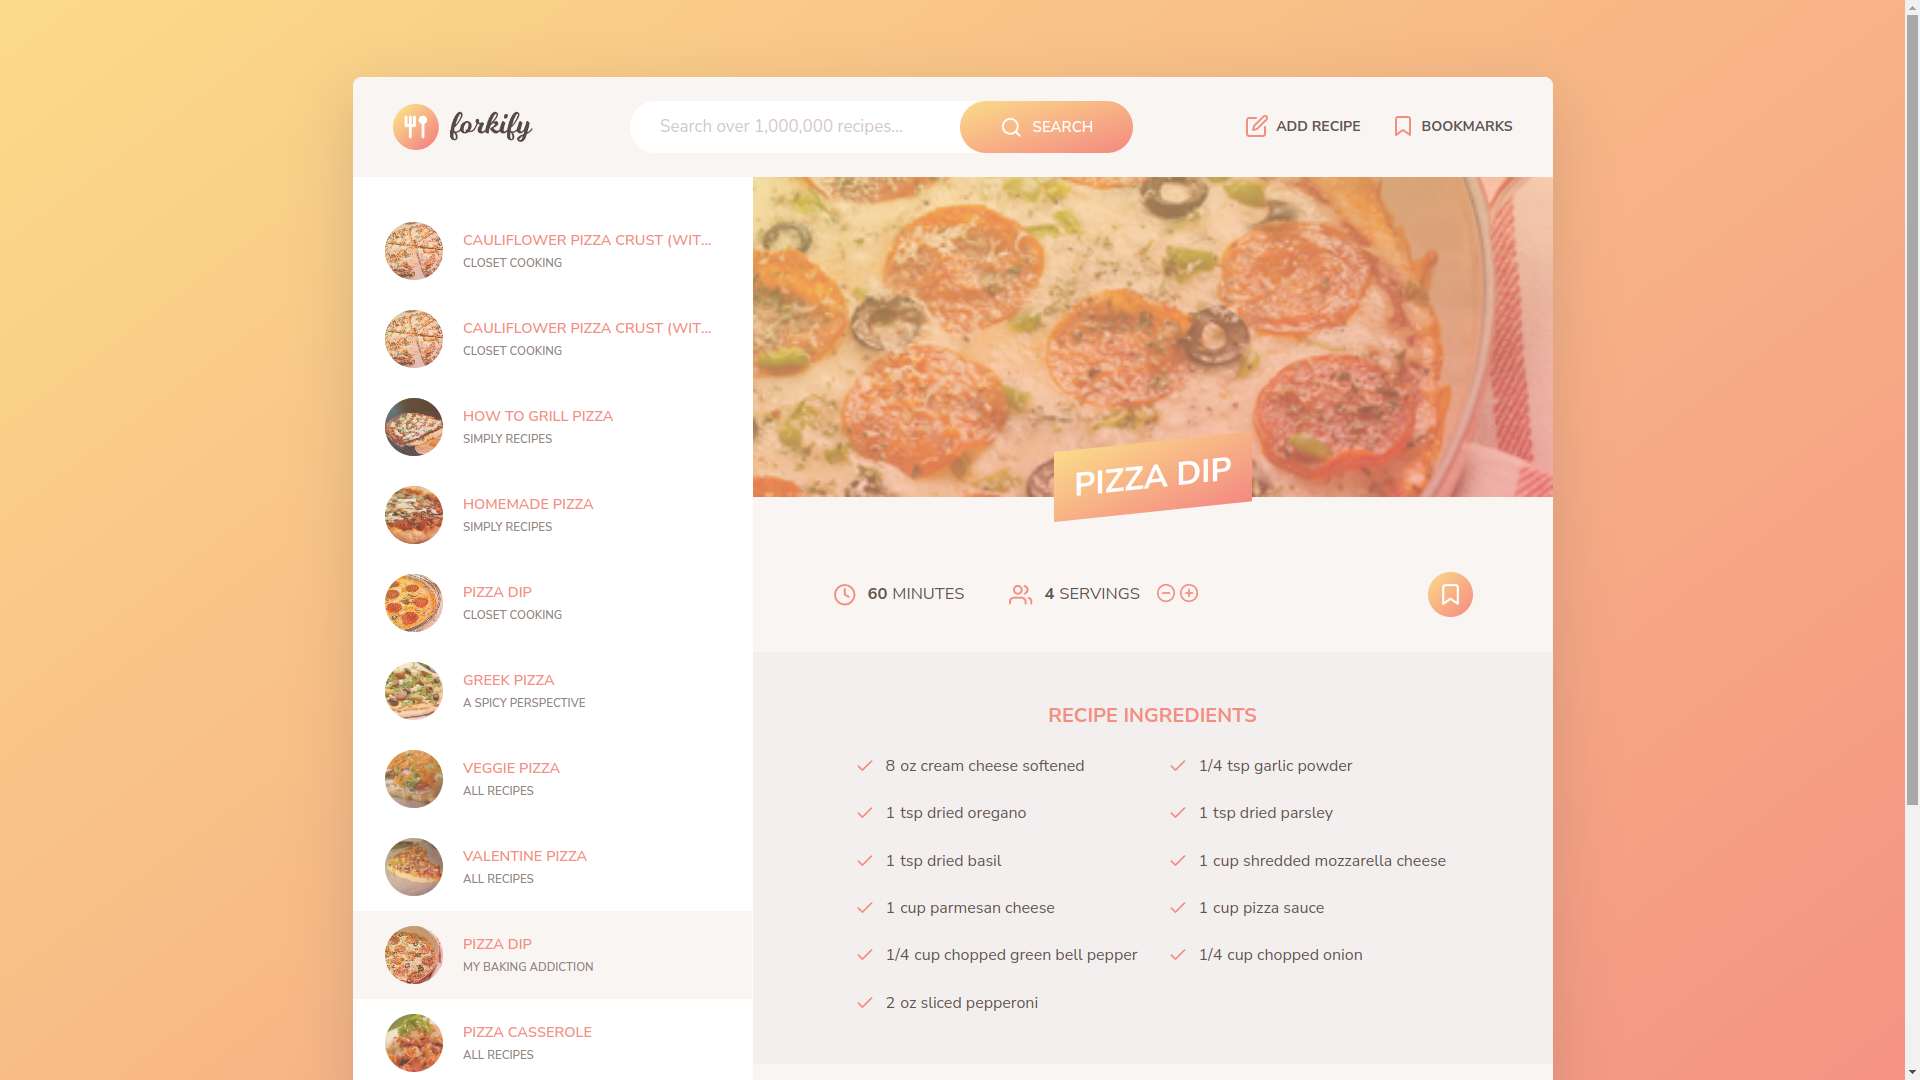 forkify
Search over 1,000,000 recipes...
SEARCH
ADD RECIPE
BOOKMARKS
CAULIFLOWER PIZZA CRUST (WIT...
CLOSET COOKING
CAULIFLOWER PIZZA CRUST (WIT...
CLOSET COOKING
HOW TO GRILL PIZZA
SIMPLY RECIPES
HOMEMADE PIZZA
SIMPLY RECIPES
PIZZA DIP
CLOSET COOKING
GREEK PIZZA
A SPICY PERSPECTIVE
VEGGIE PIZZA
ALL RECIPES
VALENTINE PIZZA
ALL RECIPES
PIZZA DIP
MY BAKING ADDICTION
PIZZA CASSEROLE
ALL RECIPES
PIZZA DIP
60 MINUTES
4 SERVINGS
RECIPE INGREDIENTS
8 oz cream cheese softened
1/4 tsp garlic powder
1 tsp dried oregano
1 tsp dried parsley
1 tsp dried basil
1 cup shredded mozzarella cheese
1 cup parmesan cheese
1 cup pizza sauce
1/4 cup chopped green bell pepper
1/4 cup chopped onion
2 oz sliced pepperoni